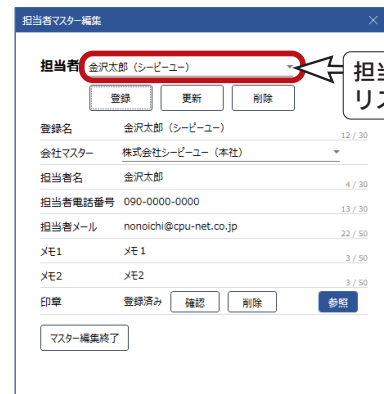 担当者マスター編集
担当者 金沢太郎（シーピーユー）
担当
リス
登録 更新 削除
登録名 金沢太郎（シーピーユー） 12 / 30
会社マスター 株式会社シーピーユー（本社）
担当者名 金沢太郎 4 / 30
担当者電話番号 090-0000-0000 13 / 30
担当者メール nonoichi@cpu-net.co.jp 22 / 50
メモ1 メモ１ 3 / 50
メモ2 メモ2 3 / 50
印章 登録済み 確認 削除 参照
マスター編集終了